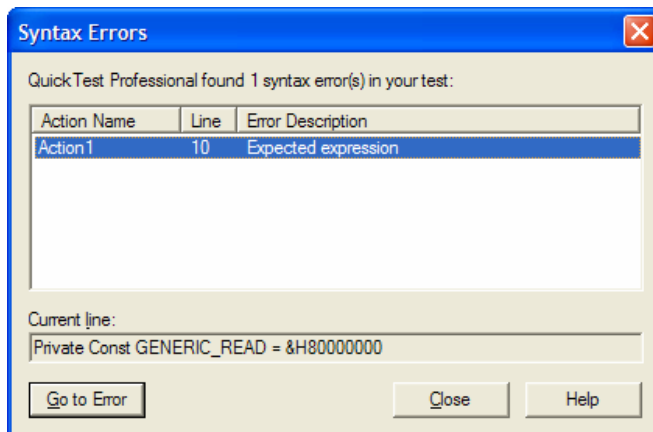 Syntax Errors
QuickTest Professional found 1 syntax error(s) in your test:
Action Name Line Error Description
Action1 10 Expected expression
Current line:
Private Const GENERIC_READ = &H80000000
Go to Error Close Help